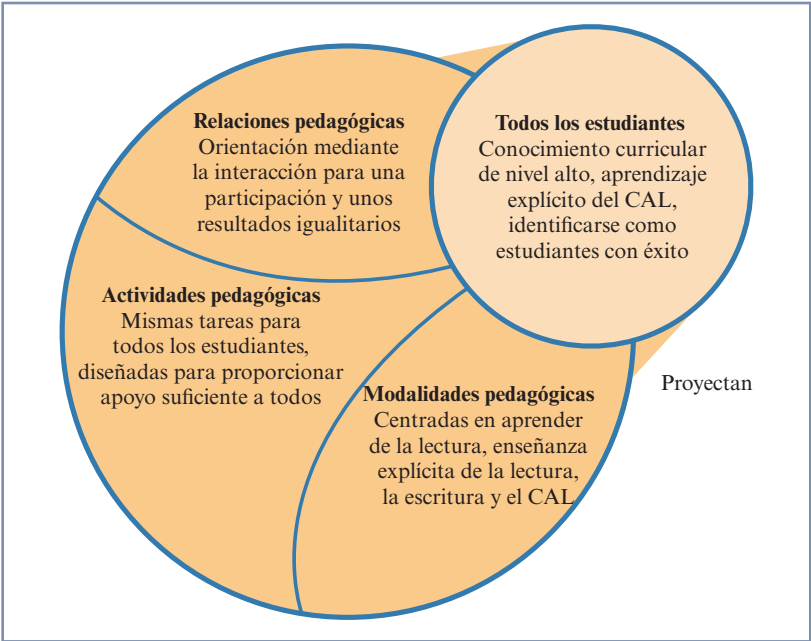 Relaciones pedagógicas
Orientación mediante
la interacción para una
participación y unos
resultados igualitarios
Todos los estudiantes
Conocimiento curricular
de nivel alto, aprendizaje
explícito del CAL,
identificarse como
estudiantes con éxito
Actividades pedagógicas
Mismas tareas para
todos los estudiantes,
diseñadas para proporcionar
apoyo suficiente a todos
Modalidades pedagógicas
Centradas en aprender
de la lectura, enseñanza
explícita de la lectura,
la escritura y el CAL
Proyectan